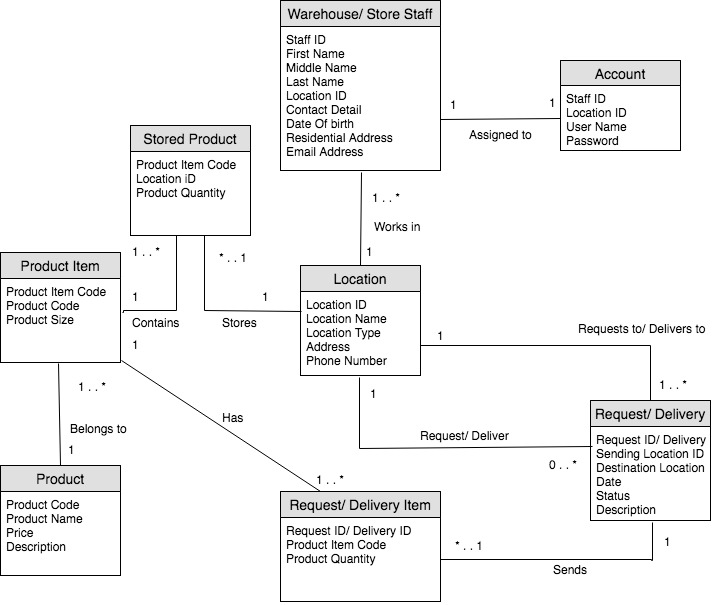 Warehouse/ Store Staff
Staff ID
First Name
Middle Name
Last Name
Location ID
Contact Detail
Date Of birth
Residential Address
Email Address
1
1
Assigned to
Account
Staff ID
Location ID
User Name
Password
Stored Product
Product Item Code
Location iD
Product Quantity
1 . . *
Works in
1
1 . . *
* . . 1
Product Item
Product Item Code
Product Code
Product Size
1
Contains
1
Stores
1
Location
Location ID
Location Name
Location Type
Address
Phone Number
1
Requests to/ Delivers to
1 . . *
1 . . *
Belongs to
1
Has
1 . . *
1
Request/ Deliver
0 . . *
Request/ Delivery
Request ID/ Delivery
Sending Location ID
Destination Location
Date
Status
Description
Product
Product Code
Product Name
Price
Description
Request/ Delivery Item
Request ID/ Delivery ID
Product Item Code
Product Quantity
* . . 1
1
Sends